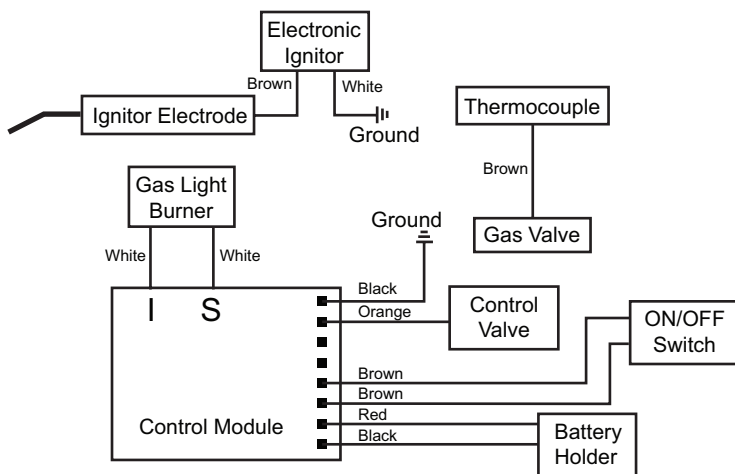 Electronic
Ignitor
Brown
White
Ignitor Electrode
Ground
Thermocouple
Brown
Gas Valve
Gas Light
Burner
White
White
Ground
I
S
Black
Orange
Control
Valve
ON/OFF
Switch
Brown
Brown
Red
Black
Control Module
Battery
Holder